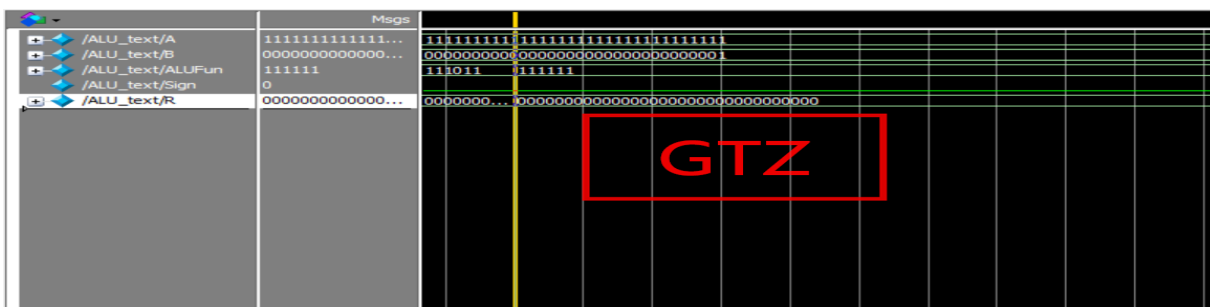 Msgs
/ALU_text/A 1111111111111... 11111111111111111111111111111111
/ALU_text/B 0000000000000... 00000000000000000000000000000001
/ALU_text/ALUFun 111111 111011 111111
/ALU_text/Sign 0
/ALU_text/R 0000000000000... 0000000... 00000000000000000000000000000000
GTZ